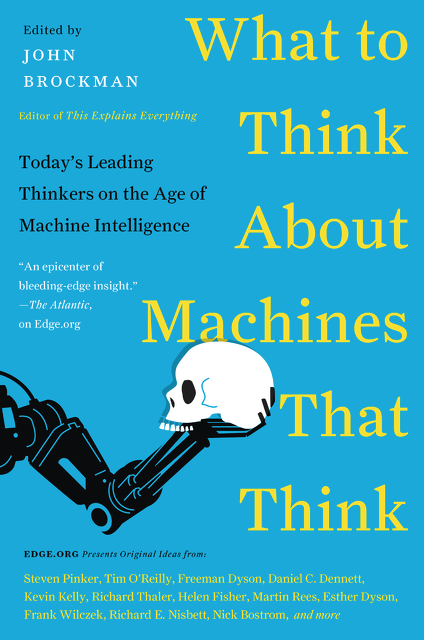 Edited by
JOHN
BROCKMAN
Editor of This Explains Everything
Today's Leading
Thinkers on the Age of
Machine Intelligence
“An epicenter of
bleeding-edge insight.”
—The Atlantic,
on Edge.org
What to
Think
About
Machines
That
Think
EDGE.ORG Presents Original Ideas from:
Steven Pinker, Tim O'Reilly, Freeman Dyson, Daniel C. Dennett,
Kevin Kelly, Richard Thaler, Helen Fisher, Martin Rees, Esther Dyson,
Frank Wilczek, Richard E. Nisbett, Nick Bostrom, and more